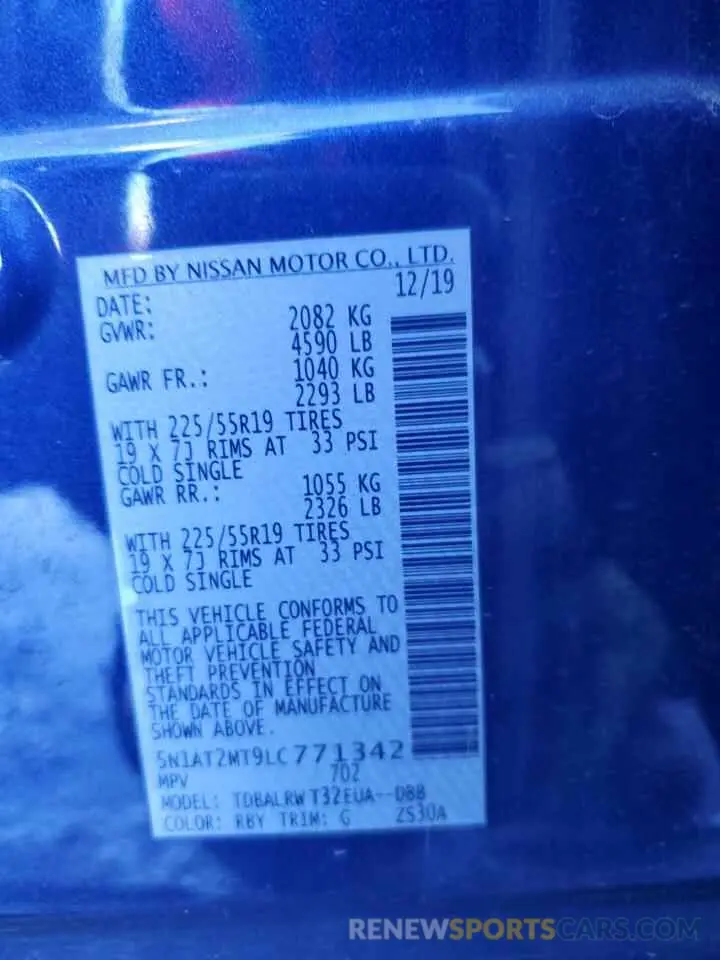 MFD BY NISSAN MOTOR CO., LTD.
DATE: 12/19
GVWR: 2082 KG
4590 LB
GAWR FR.: 1040 KG
2293 LB
WITH 225/55R19 TIRES
19 X 7J RIMS AT 33 PSI
COLD SINGLE
GAWR RR.: 1055 KG
2326 LB
WITH 225/55R19 TIRES
19 X 7J RIMS AT 33 PSI
COLD SINGLE
THIS VEHICLE CONFORMS TO
ALL APPLICABLE FEDERAL
MOTOR VEHICLE SAFETY AND
THEFT PREVENTION
STANDARDS IN EFFECT ON
THE DATE OF MANUFACTURE
SHOWN ABOVE.
5N1AT2MT9LC771342
MPV 702
MODEL: TDBALRWT32EUA--DBB
COLOR: RBY TRIM: G 2S30A
RENEWSPORTSCARS.COM